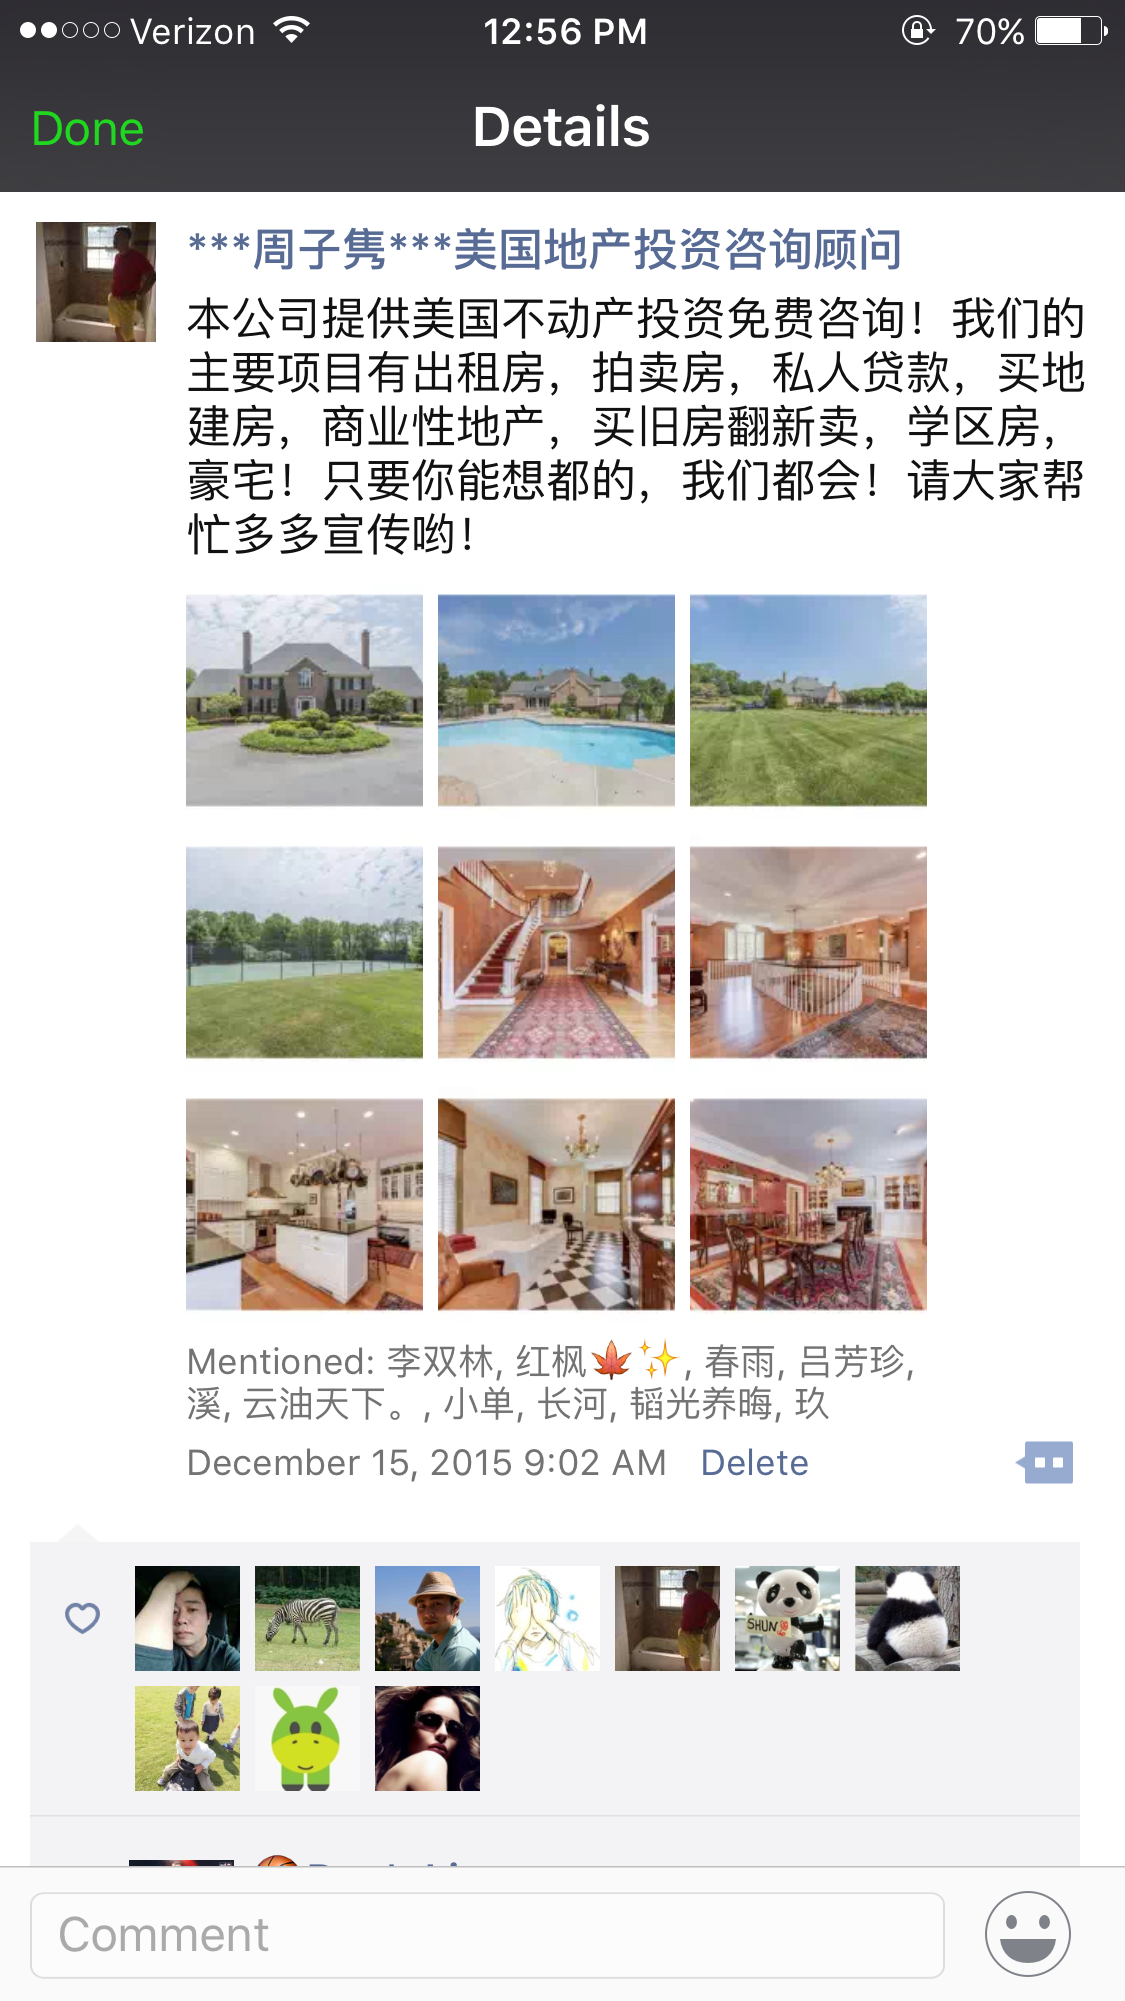 Verizon 12:56 PM 70%
Done Details
***周子隽***美国地产投资咨询顾问
本公司提供美国不动产投资免费咨询！我们的
主要项目有出租房，拍卖房，私人贷款，买地
建房，商业性地产，买旧房翻新卖，学区房，
豪宅！只要你能想都的，我们都会！请大家帮
忙多多宣传哟！
Mentioned: 李双林, 红枫🍁✨, 春雨, 吕芳珍,
溪, 云油天下。, 小单, 长河, 韬光养晦, 玖
December 15, 2015 9:02 AM Delete
SHUN
Comment